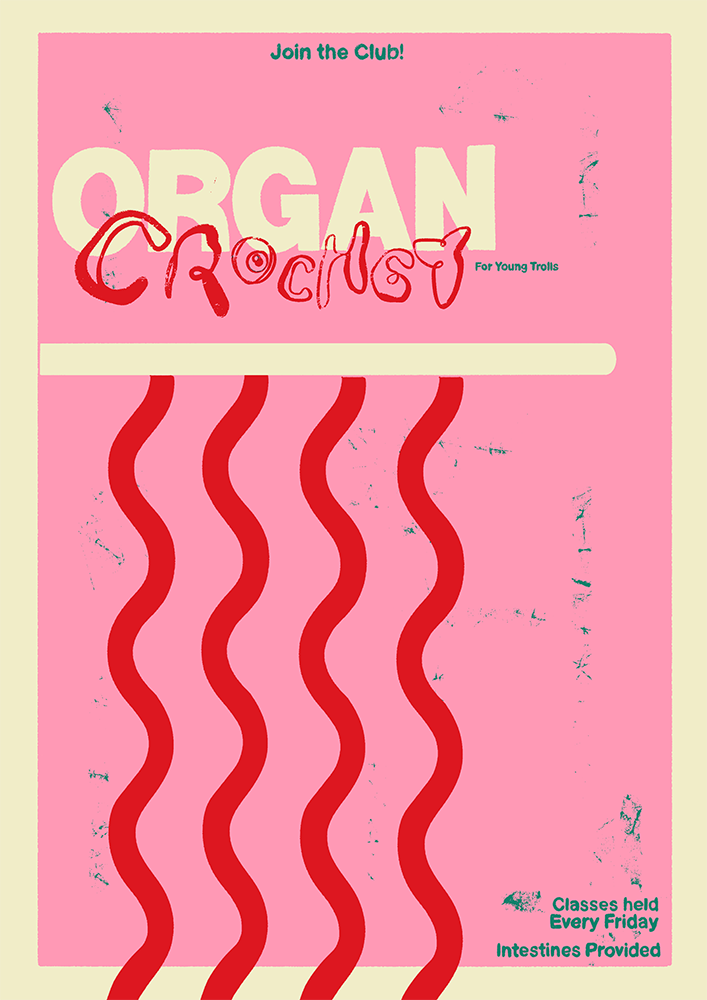 Join the Club!
ORGAN
CROCHET
For Young Trolls
Classes held
Every Friday
Intestines Provided